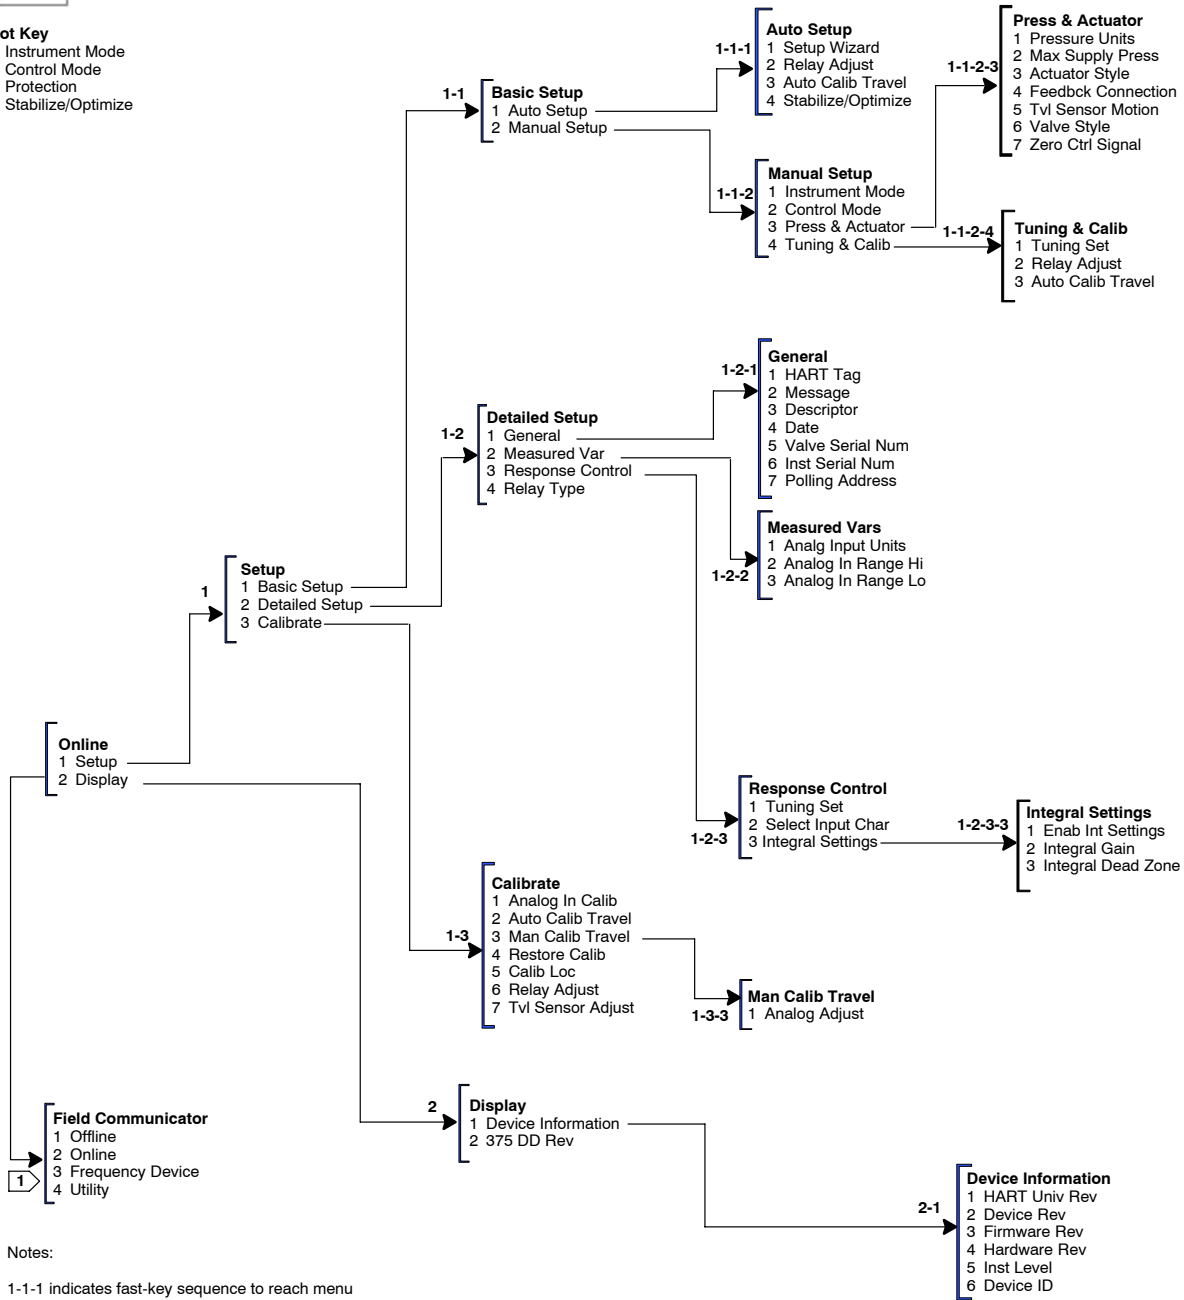 ot Key
Instrument Mode
Control Mode
Protection
Stabilize/Optimize
1-1
Basic Setup
1 Auto Setup
2 Manual Setup
1-1-1
Auto Setup
1 Setup Wizard
2 Relay Adjust
3 Auto Calib Travel
4 Stabilize/Optimize
1-1-2
Manual Setup
1 Instrument Mode
2 Control Mode
3 Press & Actuator
4 Tuning & Calib
1-1-2-3
Press & Actuator
1 Pressure Units
2 Max Supply Press
3 Actuator Style
4 Feedbck Connection
5 Tvl Sensor Motion
6 Valve Style
7 Zero Ctrl Signal
1-1-2-4
Tuning & Calib
1 Tuning Set
2 Relay Adjust
3 Auto Calib Travel
1-2
Detailed Setup
1 General
2 Measured Var
3 Response Control
4 Relay Type
1-2-1
General
1 HART Tag
2 Message
3 Descriptor
4 Date
5 Valve Serial Num
6 Inst Serial Num
7 Polling Address
1-2-2
Measured Vars
1 Analg Input Units
2 Analog In Range Hi
3 Analog In Range Lo
1
Setup
1 Basic Setup
2 Detailed Setup
3 Calibrate
Online
1 Setup
2 Display
1-2-3
Response Control
1 Tuning Set
2 Select Input Char
3 Integral Settings
1-2-3-3
Integral Settings
1 Enab Int Settings
2 Integral Gain
3 Integral Dead Zone
1-3
Calibrate
1 Analog In Calib
2 Auto Calib Travel
3 Man Calib Travel
4 Restore Calib
5 Calib Loc
6 Relay Adjust
7 Tvl Sensor Adjust
1-3-3
Man Calib Travel
1 Analog Adjust
1
Field Communicator
1 Offline
2 Online
3 Frequency Device
4 Utility
2
Display
1 Device Information
2 375 DD Rev
2-1
Device Information
1 HART Univ Rev
2 Device Rev
3 Firmware Rev
4 Hardware Rev
5 Inst Level
6 Device ID
Notes:
1-1-1 indicates fast-key sequence to reach menu